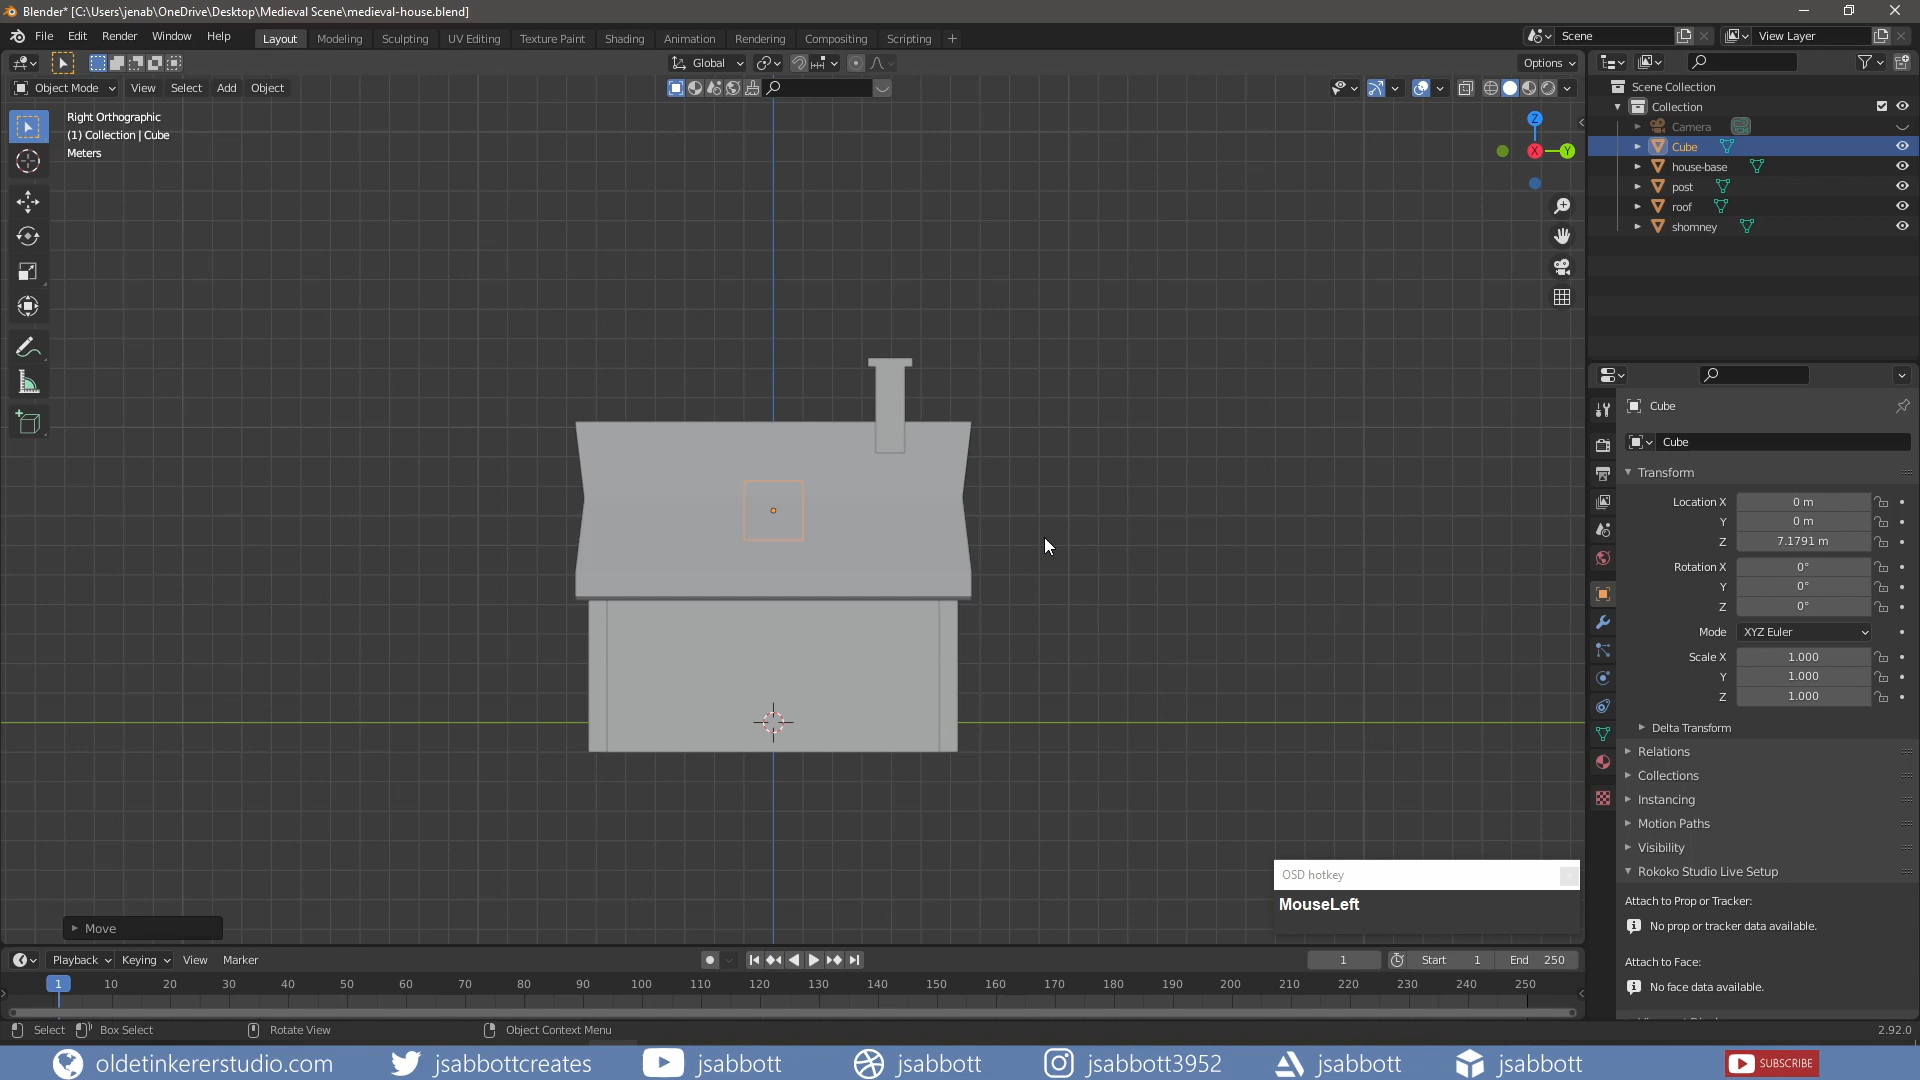 Blender* [C:\Users\jenab\OneDrive\Desktop\Medieval Scene\medieval-house.blend]
File Edit Render Window Help Layout Modeling Sculpting UV Editing Texture Paint Shading Animation Rendering Compositing Scripting + Scene View Layer
Global Options
Object Mode View Select Add Object
Right Orthographic
(1) Collection | Cube
Meters
Z
X
Y
Scene Collection
Collection
Camera
Cube
house-base
post
roof
shomney
Cube
Cube
Transform
Location X 0 m
Y 0 m
Z 7.1791 m
Rotation X 0°
Y 0°
Z 0°
Mode XYZ Euler
Scale X 1.000
Y 1.000
Z 1.000
Delta Transform
Relations
Collections
Instancing
Motion Paths
Visibility
Rokoko Studio Live Setup
Attach to Prop or Tracker:
No prop or tracker data available.
Attach to Face:
No face data available.
OSD hotkey
MouseLeft
Move
Playback Keying View Marker 1 Start 1 End 250
1 10 20 30 40 50 60 70 80 90 100 110 120 130 140 150 160 170 180 190 200 210 220 230 240 250
Select Box Select Rotate View Object Context Menu 2.92.0
oldetinkererstudio.com jsabbottcreates jsabbott jsabbott jsabbott3952 jsabbott jsabbott SUBSCRIBE